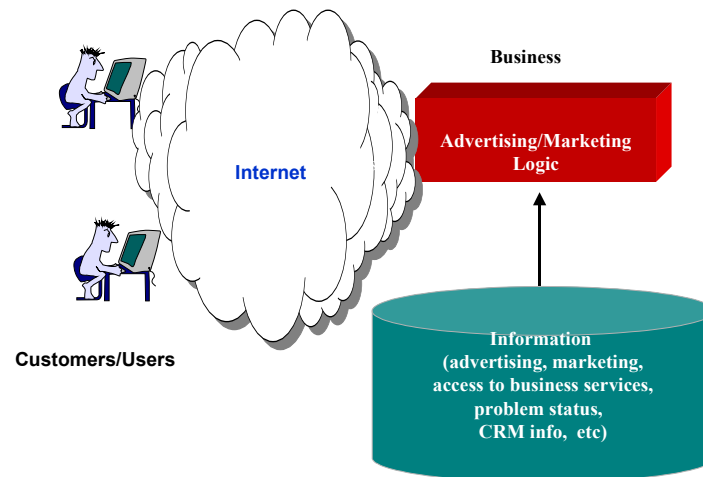 Business
Advertising/Marketing
Logic
Internet
Customers/Users
Information
(advertising, marketing,
access to business services,
problem status,
CRM info, etc)